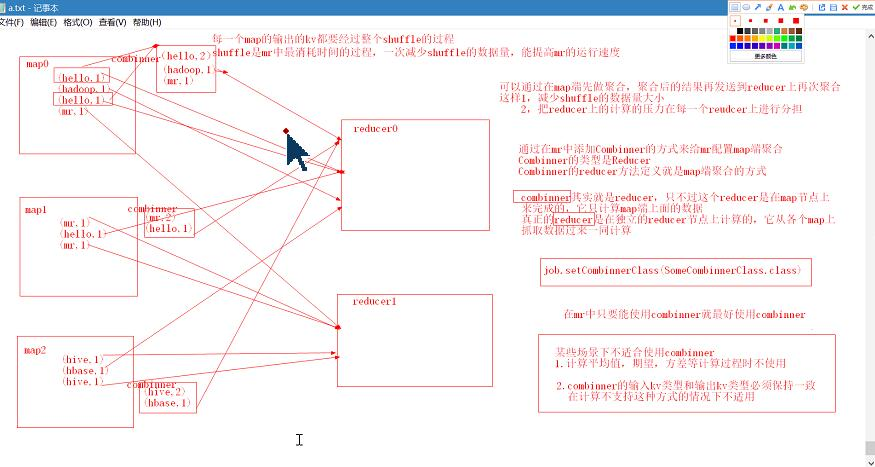 a.txt - 记事本
文件(F) 编辑(E) 格式(O) 查看(V) 帮助(H)
完成
更多颜色
每一个map的输出的kv都要经过整个shuffle的过程
shuffle是mr中最消耗时间的过程，一次减少shuffle的数据量，能提高mr的运行速度
map0
(hello,1)
(hadoop,1)
(hello,1)
(mr,1)
combinner
(hello,2)
(hadoop,1)
(mr,1)
reducer0
map1
(mr,1)
(hello,1)
(mr,1)
combinner
(mr,2)
(hello,1)
reducer1
map2
(hive,1)
(hbase,1)
(hive,1)
combinner
(hive,2)
(hbase,1)
可以通过在map端先做聚合，聚合后的结果再发送到reducer上再次聚合
这样1，减少shuffle的数据量大小
2，把reducer上的计算的压力在每一个reudcer上进行分担
通过在mr中添加Combinner的方式来给mr配置map端聚合
Combinner的类型是Reducer
Combinner的reducer方法定义就是map端聚合的方式
combinner其实就是reducer，只不过这个reducer是在map节点上
来完成的，它只计算map端上面的数据
真正的reducer是在独立的reducer节点上计算的，它从各个map上
抓取数据过来一同计算
job.setCombinnerClass(SomeCombinnerClass.class)
在mr中只要能使用combinner就最好使用combinner
某些场景下不适合使用combinner
1.计算平均值，期望，方差等计算过程时不使用
2.combinner的输入kv类型和输出kv类型必须保持一致
在计算不支持这种方式的情况下不适用